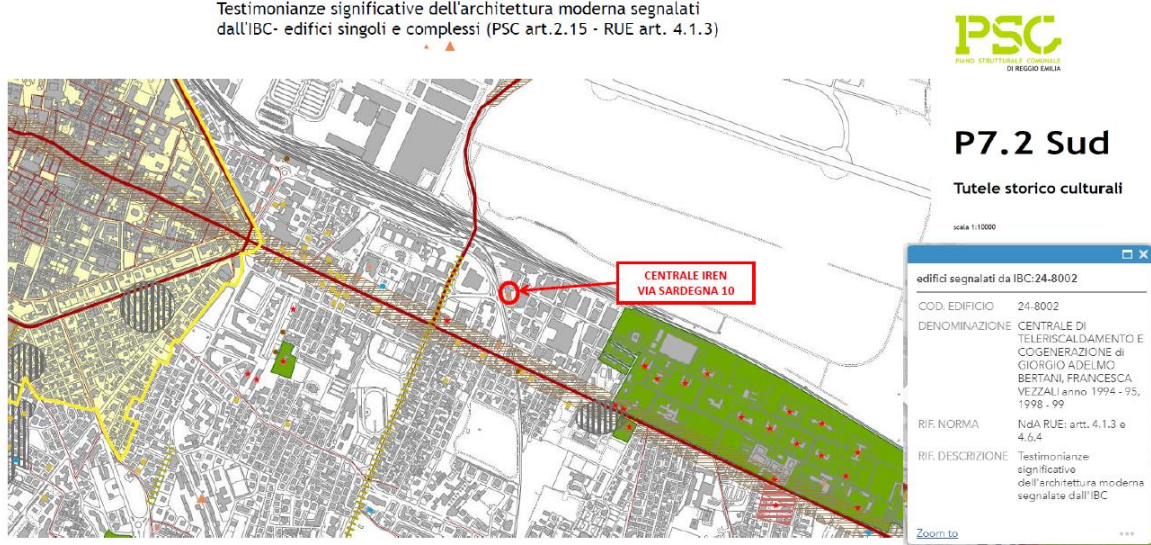 Testimonianze significative dell'architettura moderna segnalati
dall'IBC- edifici singoli e complessi (PSC art.2.15 - RUE art. 4.1.3)
PSC
PIANO STRUTTURALE COMUNALE
DI REGGIO EMILIA
P7.2 Sud
Tutele storico culturali
scala 1:10000
CENTRALE IREN
VIA SARDEGNA 10
edifici segnalati da IBC:24-8002
COD. EDIFICIO 24-8002
DENOMINAZIONE CENTRALE DI
TELERISCALDAMENTO E
COGENERAZIONE di
GIORGIO ADELMO
BERTANI, FRANCESCA
VEZZALI anno 1994 - 95,
1998 - 99
RIF. NORMA NdA RUE: artt. 4.1.3 e
4.6.4
RIF. DESCRIZIONE Testimonianze
significative
dell'architettura moderna
segnalate dall'IBC
Zoom to